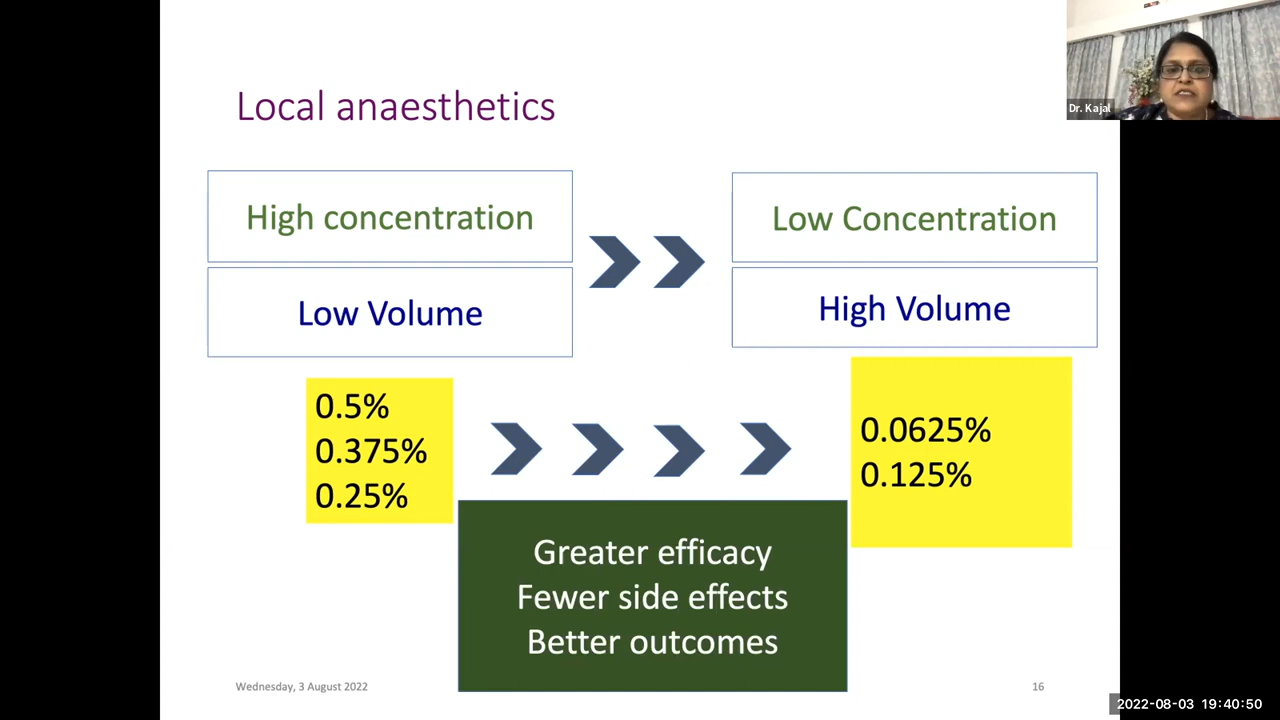 Local anaesthetics
Dr. Kajal
High concentration
Low Volume
Low Concentration
High Volume
0.5%
0.375%
0.25%
0.0625%
0.125%
Greater efficacy
Fewer side effects
Better outcomes
Wednesday, 3 August 2022
16
2022-08-03 19:40:50